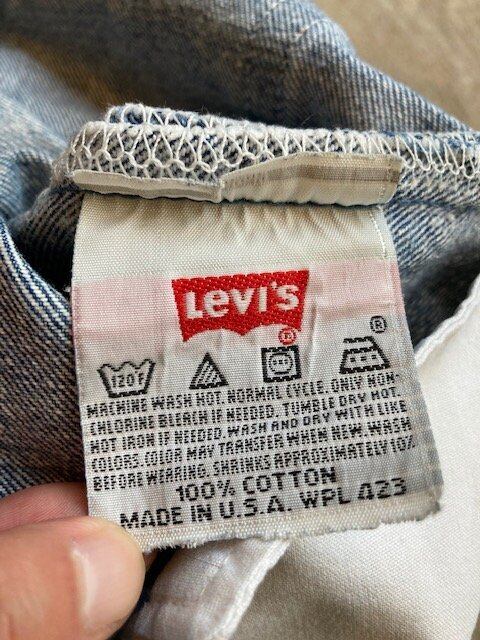 Levi's
®
®
120F
MACHINE WASH HOT. NORMAL CYCLE. ONLY NON-
CHLORINE BLEACH IF NEEDED. TUMBLE DRY HOT.
HOT IRON IF NEEDED. WASH AND DRY WITH LIKE
COLORS. COLOR MAY TRANSFER WHEN NEW. WASH
BEFORE WEARING. SHRINKS APPROXIMATELY 10%
100% COTTON
MADE IN U.S.A. WPL 423